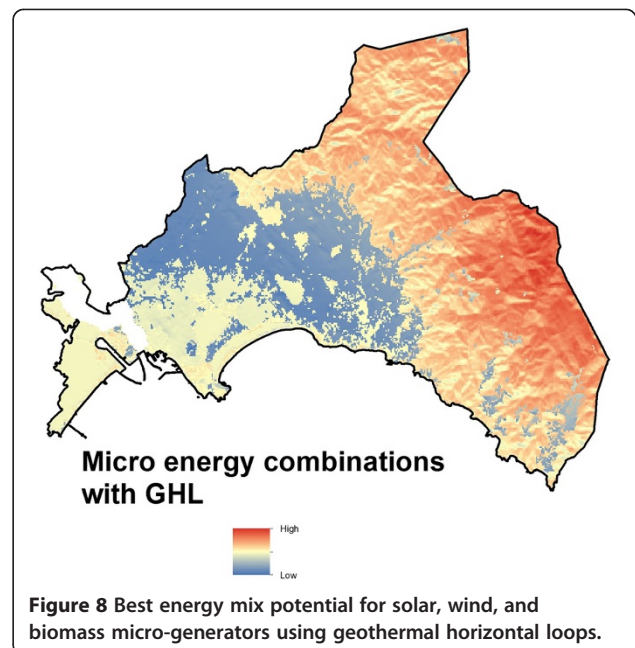 Micro energy combinations
with GHL
High
Low
Figure 8 Best energy mix potential for solar, wind, and
biomass micro-generators using geothermal horizontal loops.